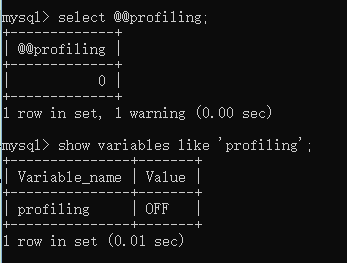 mysql> select @@profiling;
+-------------+
| @@profiling |
+-------------+
|           0 |
+-------------+
1 row in set, 1 warning (0.00 sec)

mysql> show variables like 'profiling';
+---------------+-------+
| Variable_name | Value |
+---------------+-------+
| profiling     | OFF   |
+---------------+-------+
1 row in set (0.01 sec)